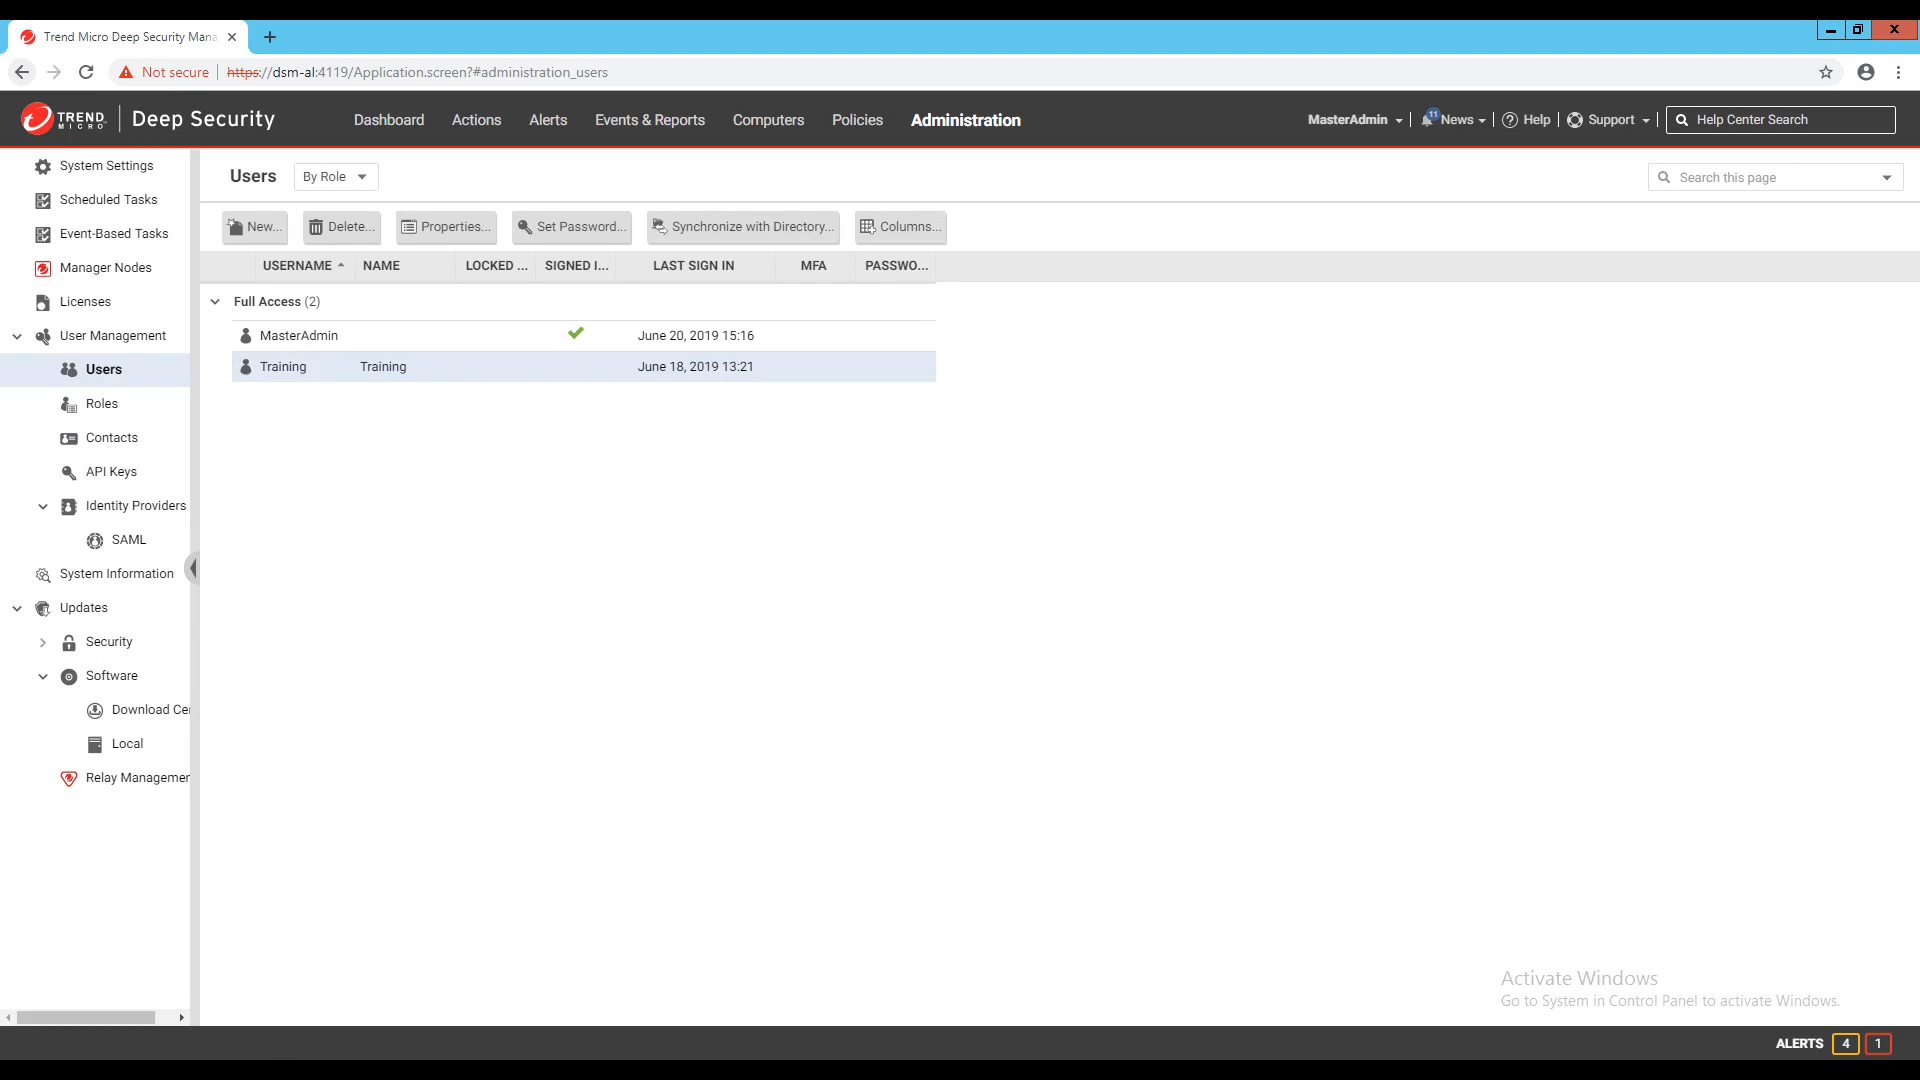 Trend Micro Deep Security Mana
Not secure https://dsm-al:4119/Application.screen?#administration_users
TREND MICRO Deep Security Dashboard Actions Alerts Events & Reports Computers Policies Administration MasterAdmin 11 News Help Support Help Center Search
System Settings
Scheduled Tasks
Event-Based Tasks
Manager Nodes
Licenses
User Management
Users
Roles
Contacts
API Keys
Identity Providers
SAML
System Information
Updates
Security
Software
Download Cer
Local
Relay Managemer
Users By Role Search this page
New... Delete... Properties... Set Password... Synchronize with Directory... Columns...
USERNAME NAME LOCKED ... SIGNED I... LAST SIGN IN MFA PASSWO...
Full Access (2)
MasterAdmin June 20, 2019 15:16
Training Training June 18, 2019 13:21
Activate Windows
Go to System in Control Panel to activate Windows.
ALERTS 4 1